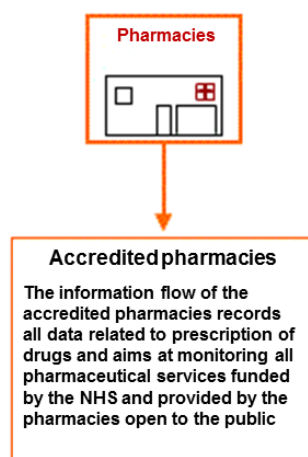 Pharmacies
Accredited pharmacies
The information flow of the
accredited pharmacies records
all data related to prescription of
drugs and aims at monitoring all
pharmaceutical services funded
by the NHS and provided by the
pharmacies open to the public